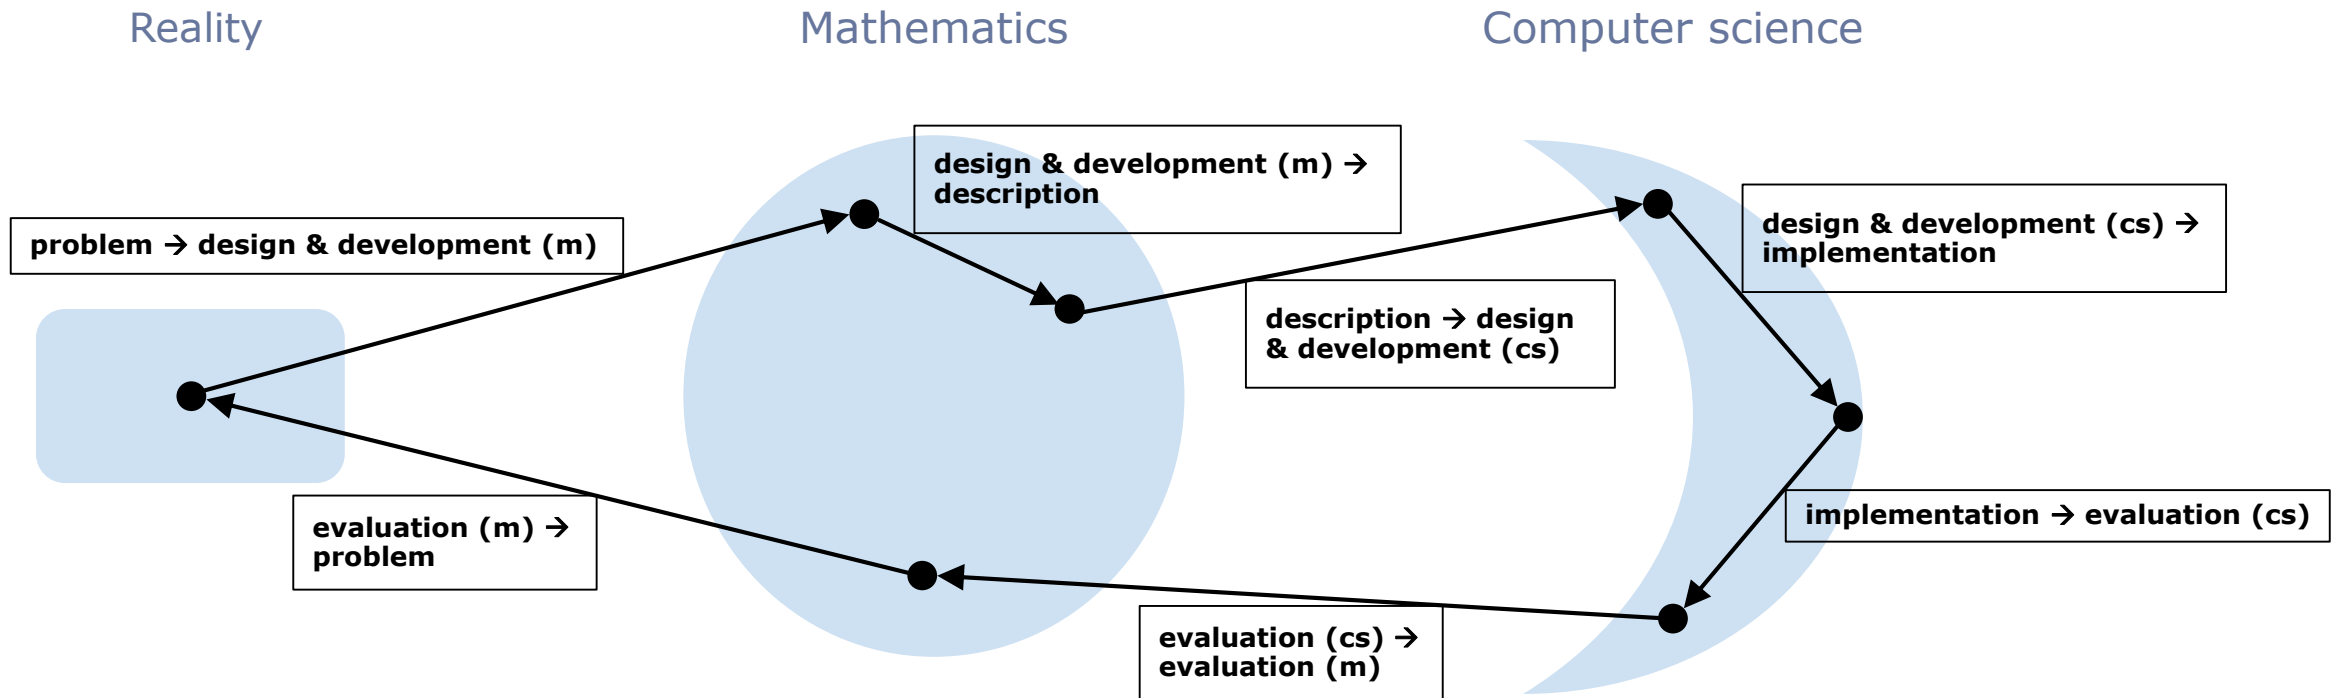 Reality
Mathematics
Computer science
design & development (m) →
description
problem → design & development (m)
design & development (cs) →
implementation
description → design
& development (cs)
evaluation (m) →
problem
implementation → evaluation (cs)
evaluation (cs) →
evaluation (m)